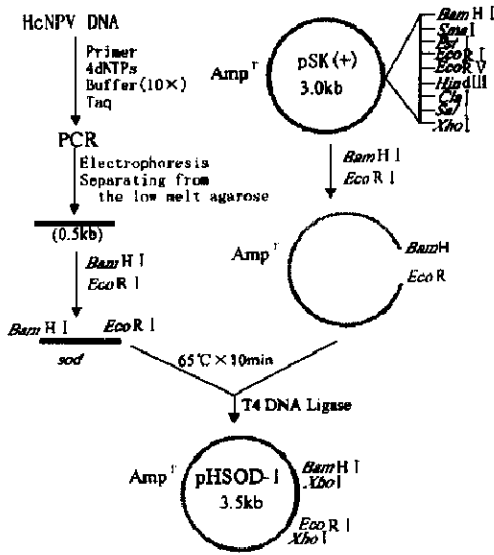 HcNPV DNA
Primer
4dNTPs
Buffer(10×)
Taq
PCR
Electrophoresis
Separating from
the low melt agarose
(0.5kb)
BamH I
EcoR I
BamH I EcoR I
sod
Amp r
pSK(+)
3.0kb
BamH I
Sma I
Pst I
EcoR I
EcoR V
Hind III
Cla I
Sal I
Xho I
BamH I
EcoR I
Amp r
BamH
EcoR
65℃×10min
T4 DNA Ligase
Amp r
pHSOD-1
3.5kb
BamH I
Xho I
EcoR I
Xho I